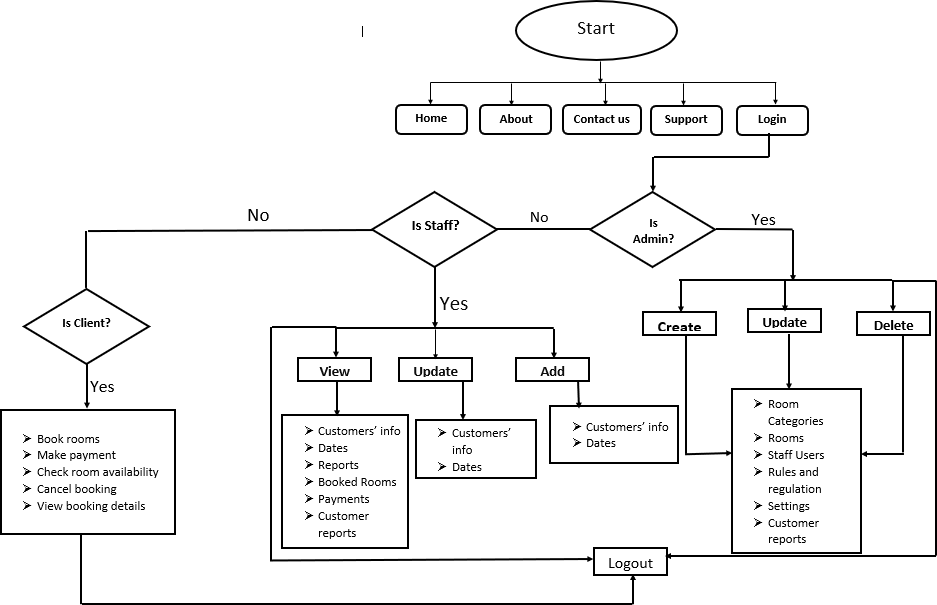 Start
Home
About
Contact us
Support
Login
No
Is Staff?
No
Is
Admin?
Yes
Is Client?
Yes
Yes
Create
Update
Delete
View
Update
Add
Book rooms
Make payment
Check room availability
Cancel booking
View booking details
Customers’ info
Dates
Reports
Booked Rooms
Payments
Customer
reports
Customers’
info
Dates
Customers’ info
Dates
Room
Categories
Rooms
Staff Users
Rules and
regulation
Settings
Customer
reports
Logout